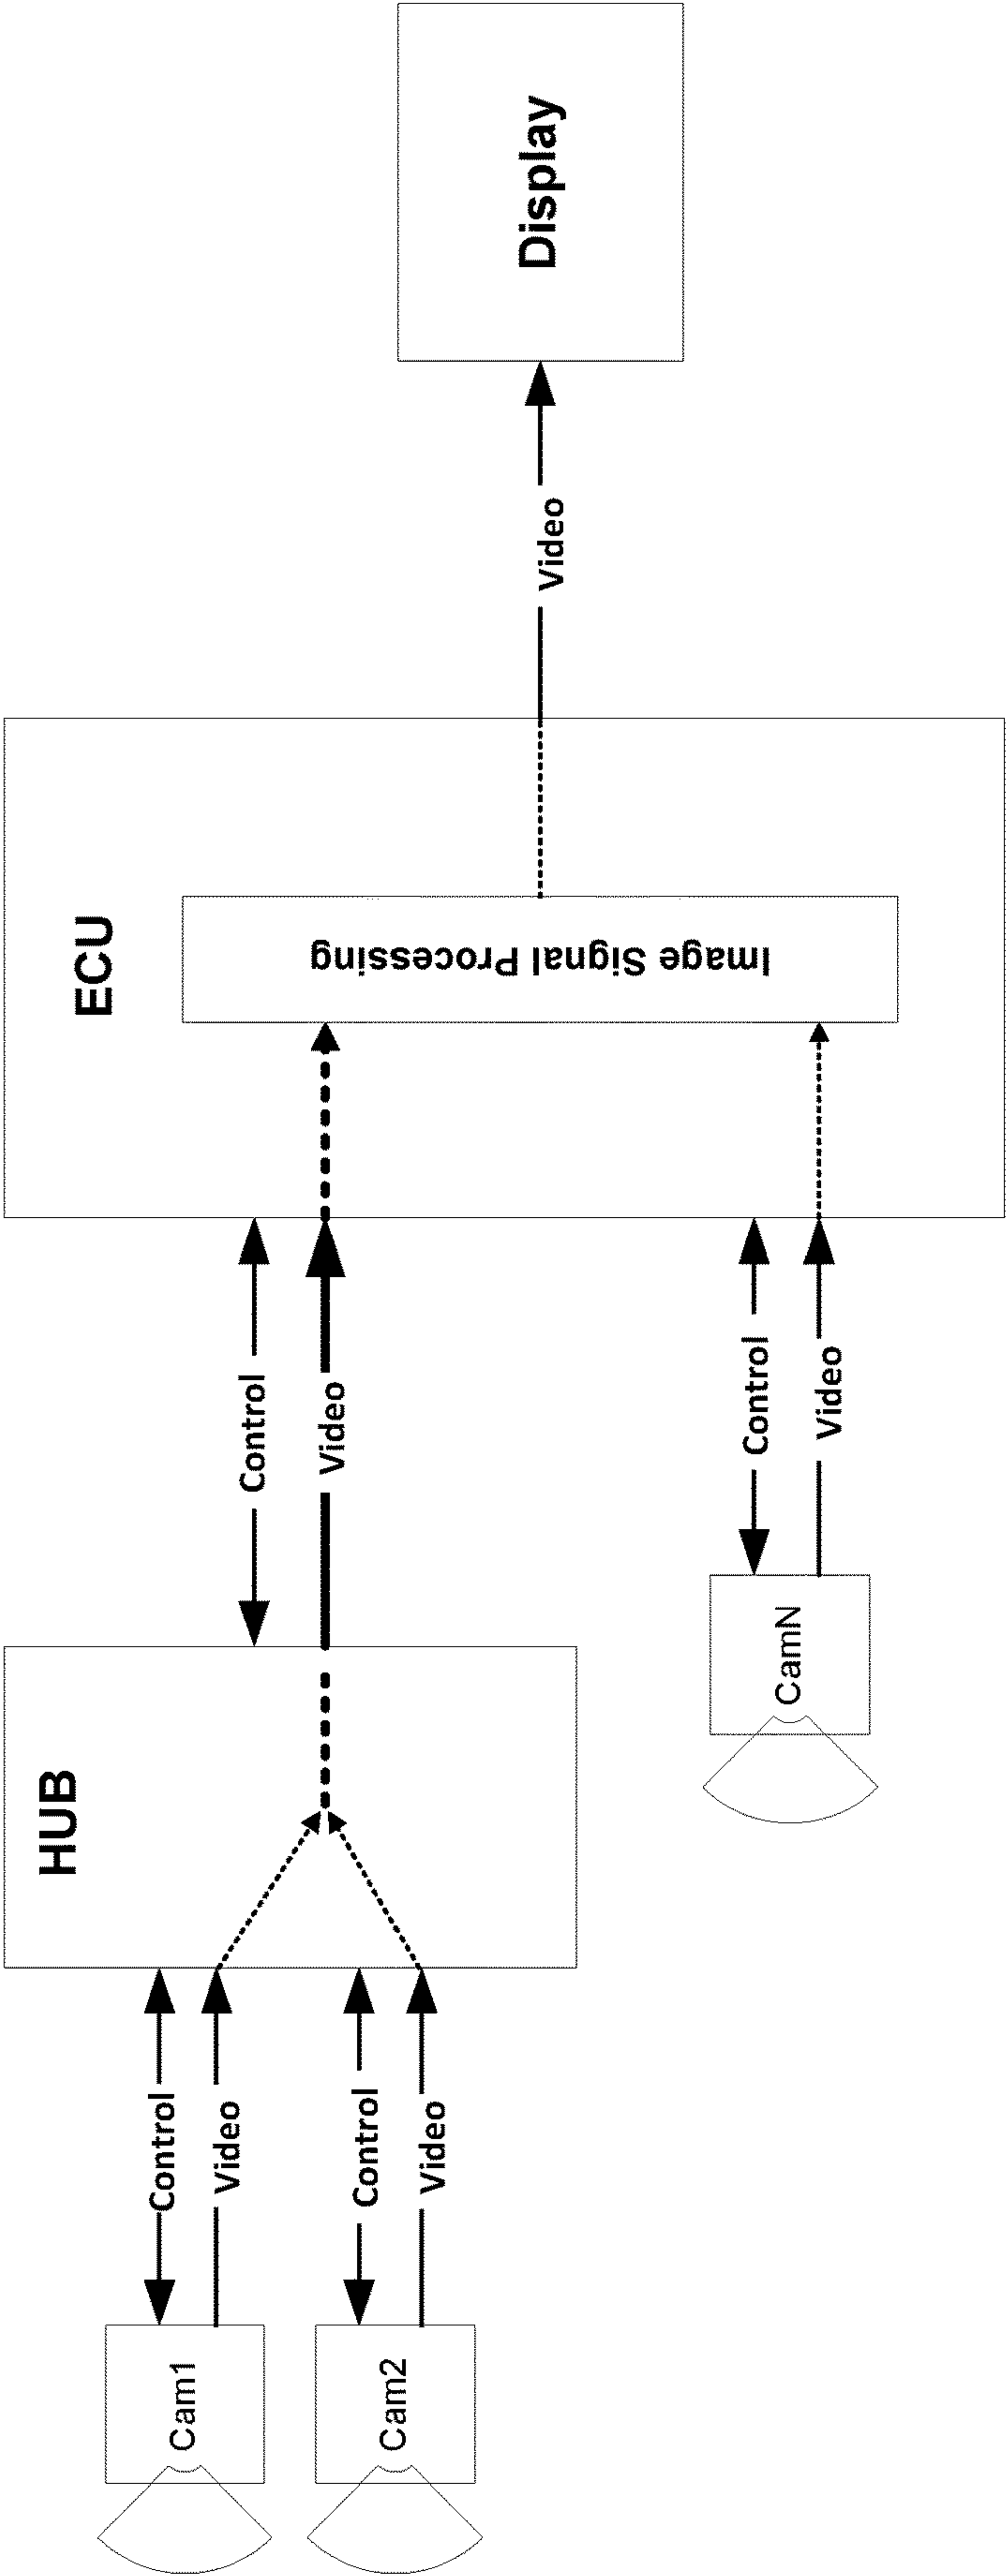 Display
Video
ECU
Image Signal Processing
Control
Video
Control
Video
HUB
CamN
Control
Video
Control
Video
Cam1
Cam2